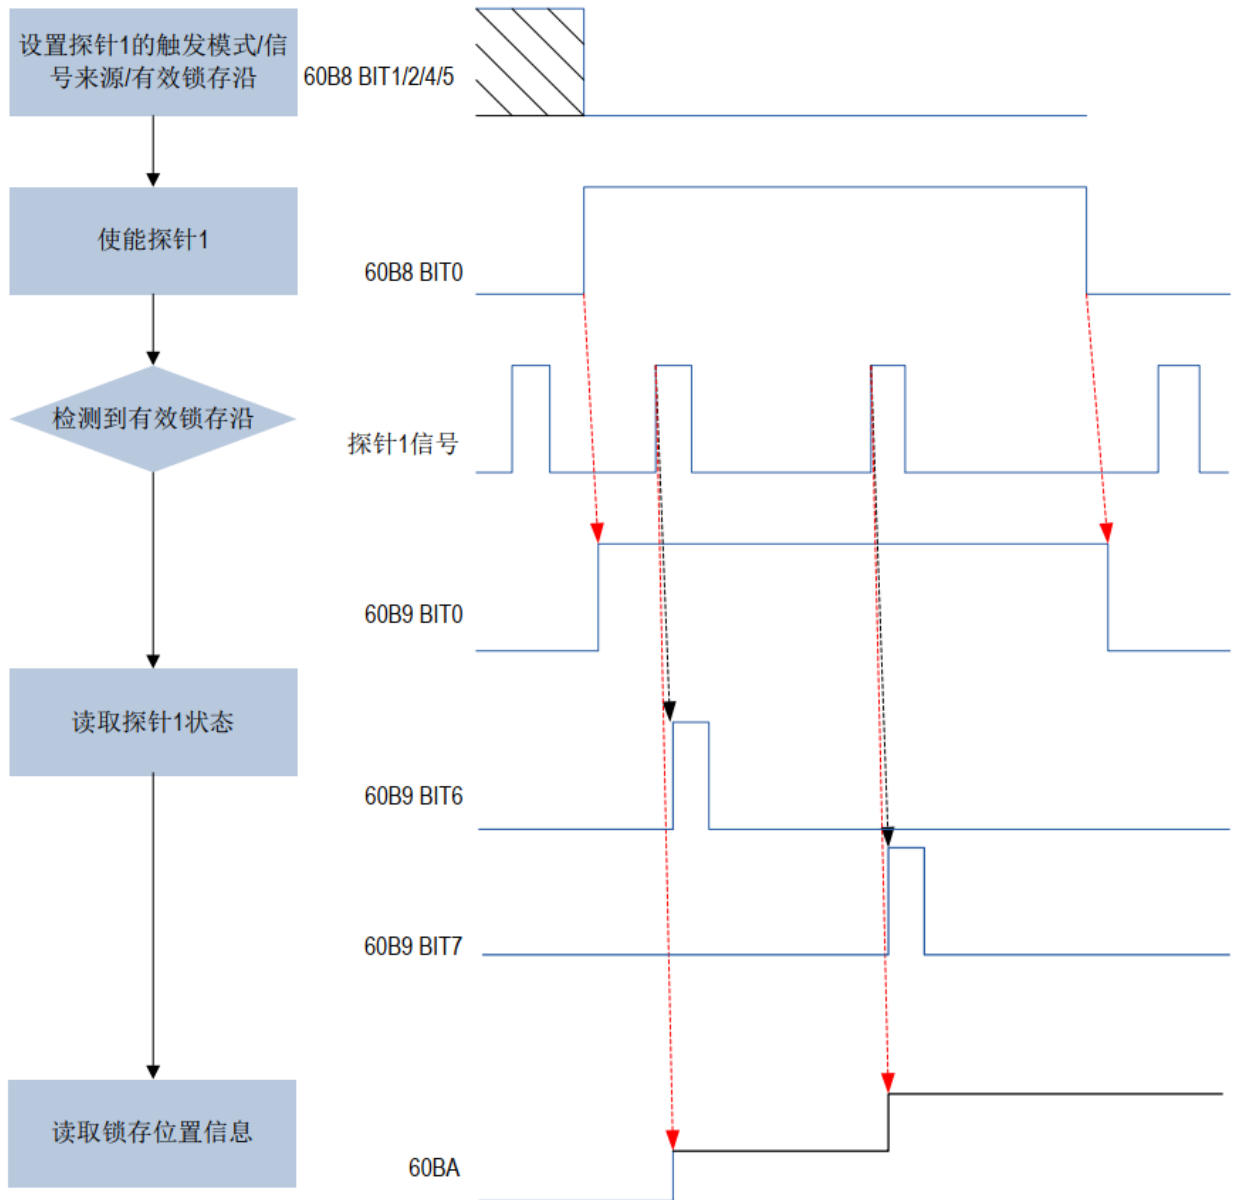 设置探针1的触发模式/信
号来源/有效锁存沿
60B8 BIT1/2/4/5
使能探针1
60B8 BIT0
检测到有效锁存沿
探针1信号
60B9 BIT0
读取探针1状态
60B9 BIT6
60B9 BIT7
读取锁存位置信息
60BA